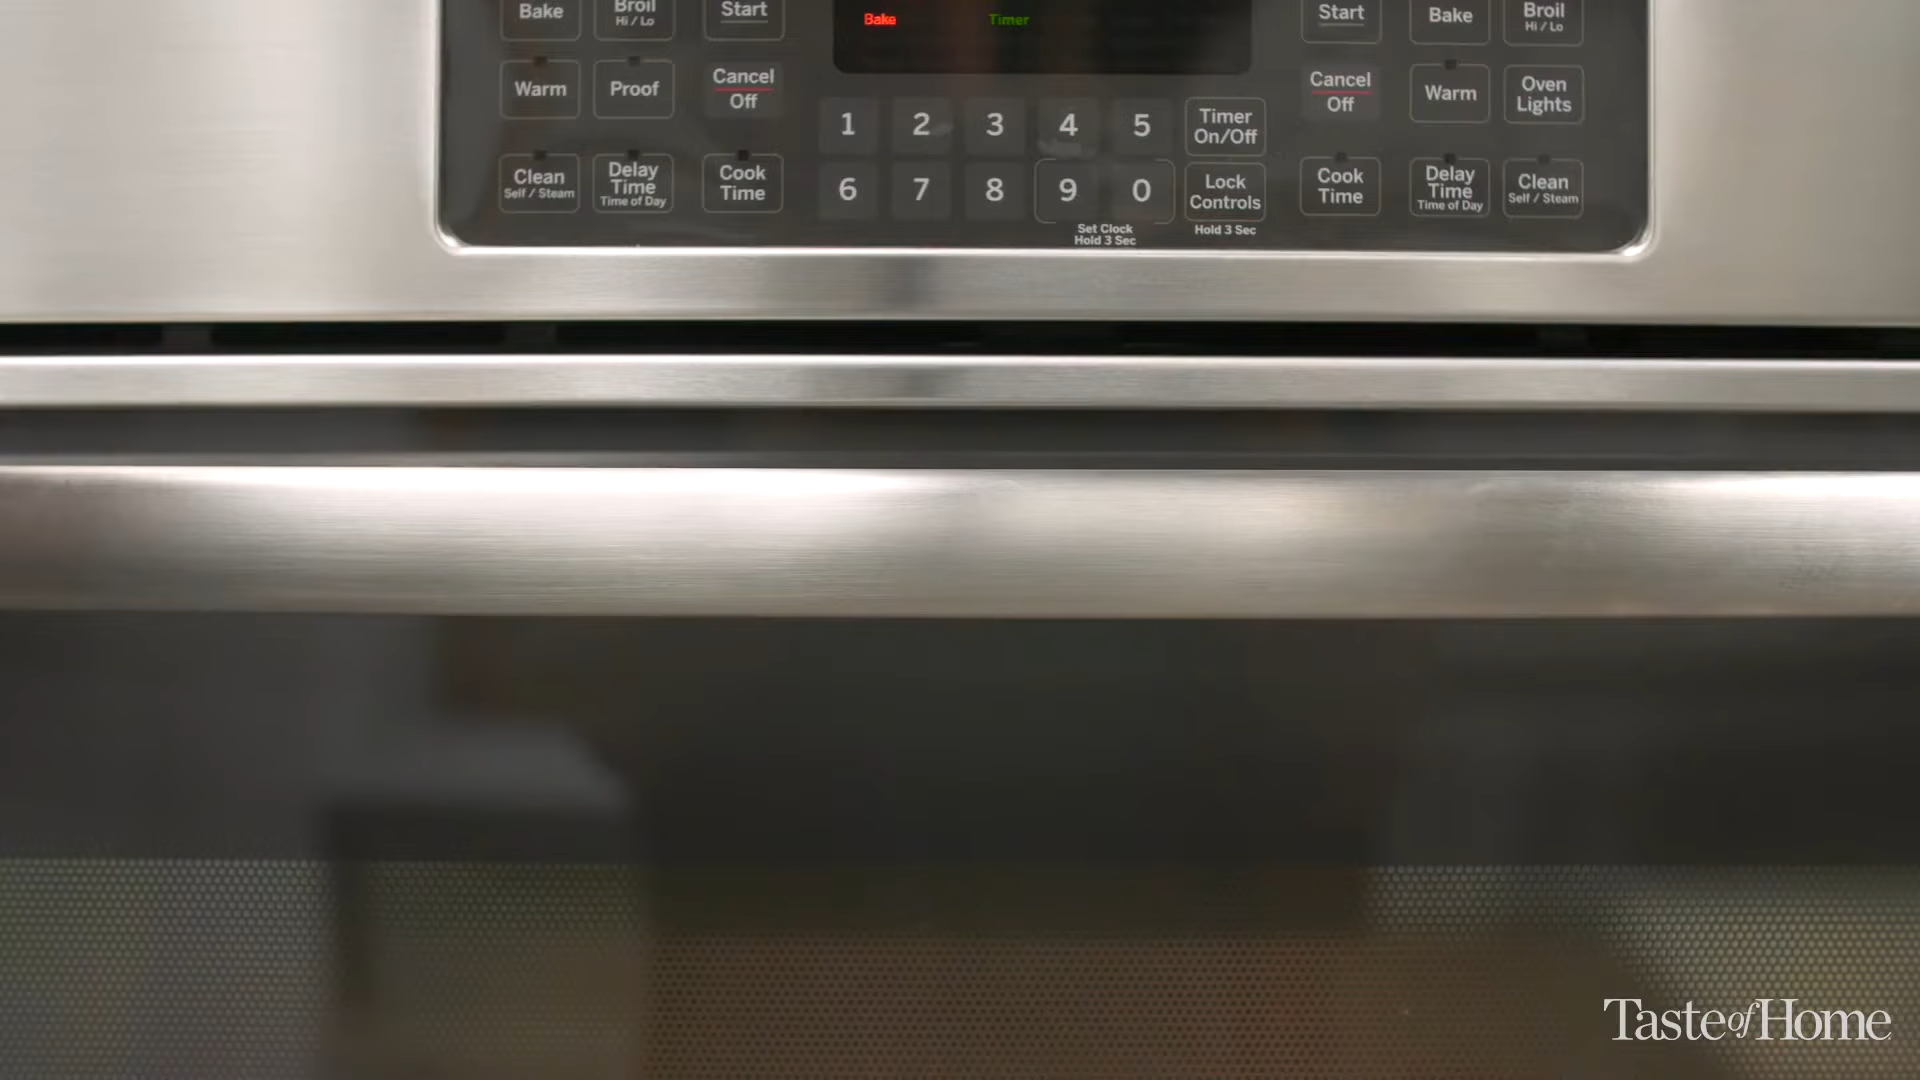 Bake
Broil
Hi / Lo
Start
Bake
Timer
Start
Bake
Broil
Hi / Lo
Warm
Proof
Cancel
Off
1 2 3 4 5
Timer
On/Off
Cancel
Off
Warm
Oven
Lights
Clean
Self / Steam
Delay
Time
Time of Day
Cook
Time
6 7 8 9 0
Set Clock
Hold 3 Sec
Lock
Controls
Hold 3 Sec
Cook
Time
Delay
Time
Time of Day
Clean
Self / Steam
Taste of Home